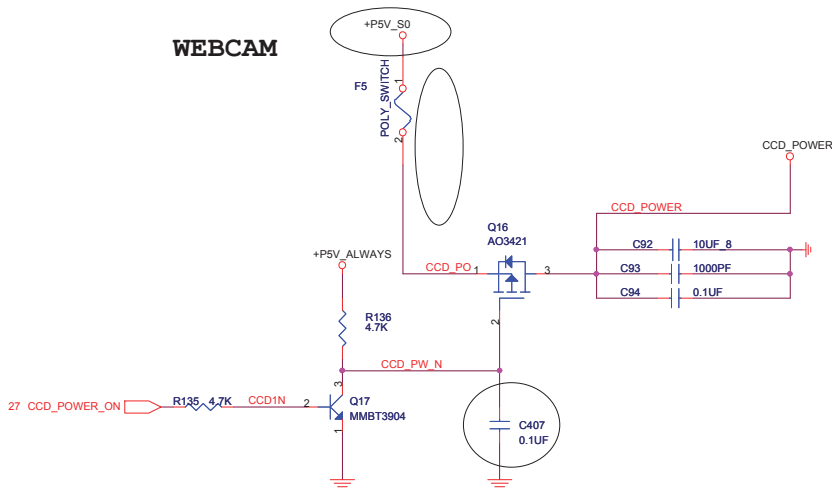 WEBCAM
+P5V_S0
1
F5
POLY_SWITCH
2
CCD_POWER
CCD_POWER
Q16
AO3421
C92 10UF_8
+P5V_ALWAYS
CCD_PO 1
3
C93 1000PF
C94 0.1UF
R136
4.7K
2
CCD_PW_N
3
27 CCD_POWER_ON
R135 4.7K
CCD1N
2
Q17
MMBT3904
1
C407
0.1UF